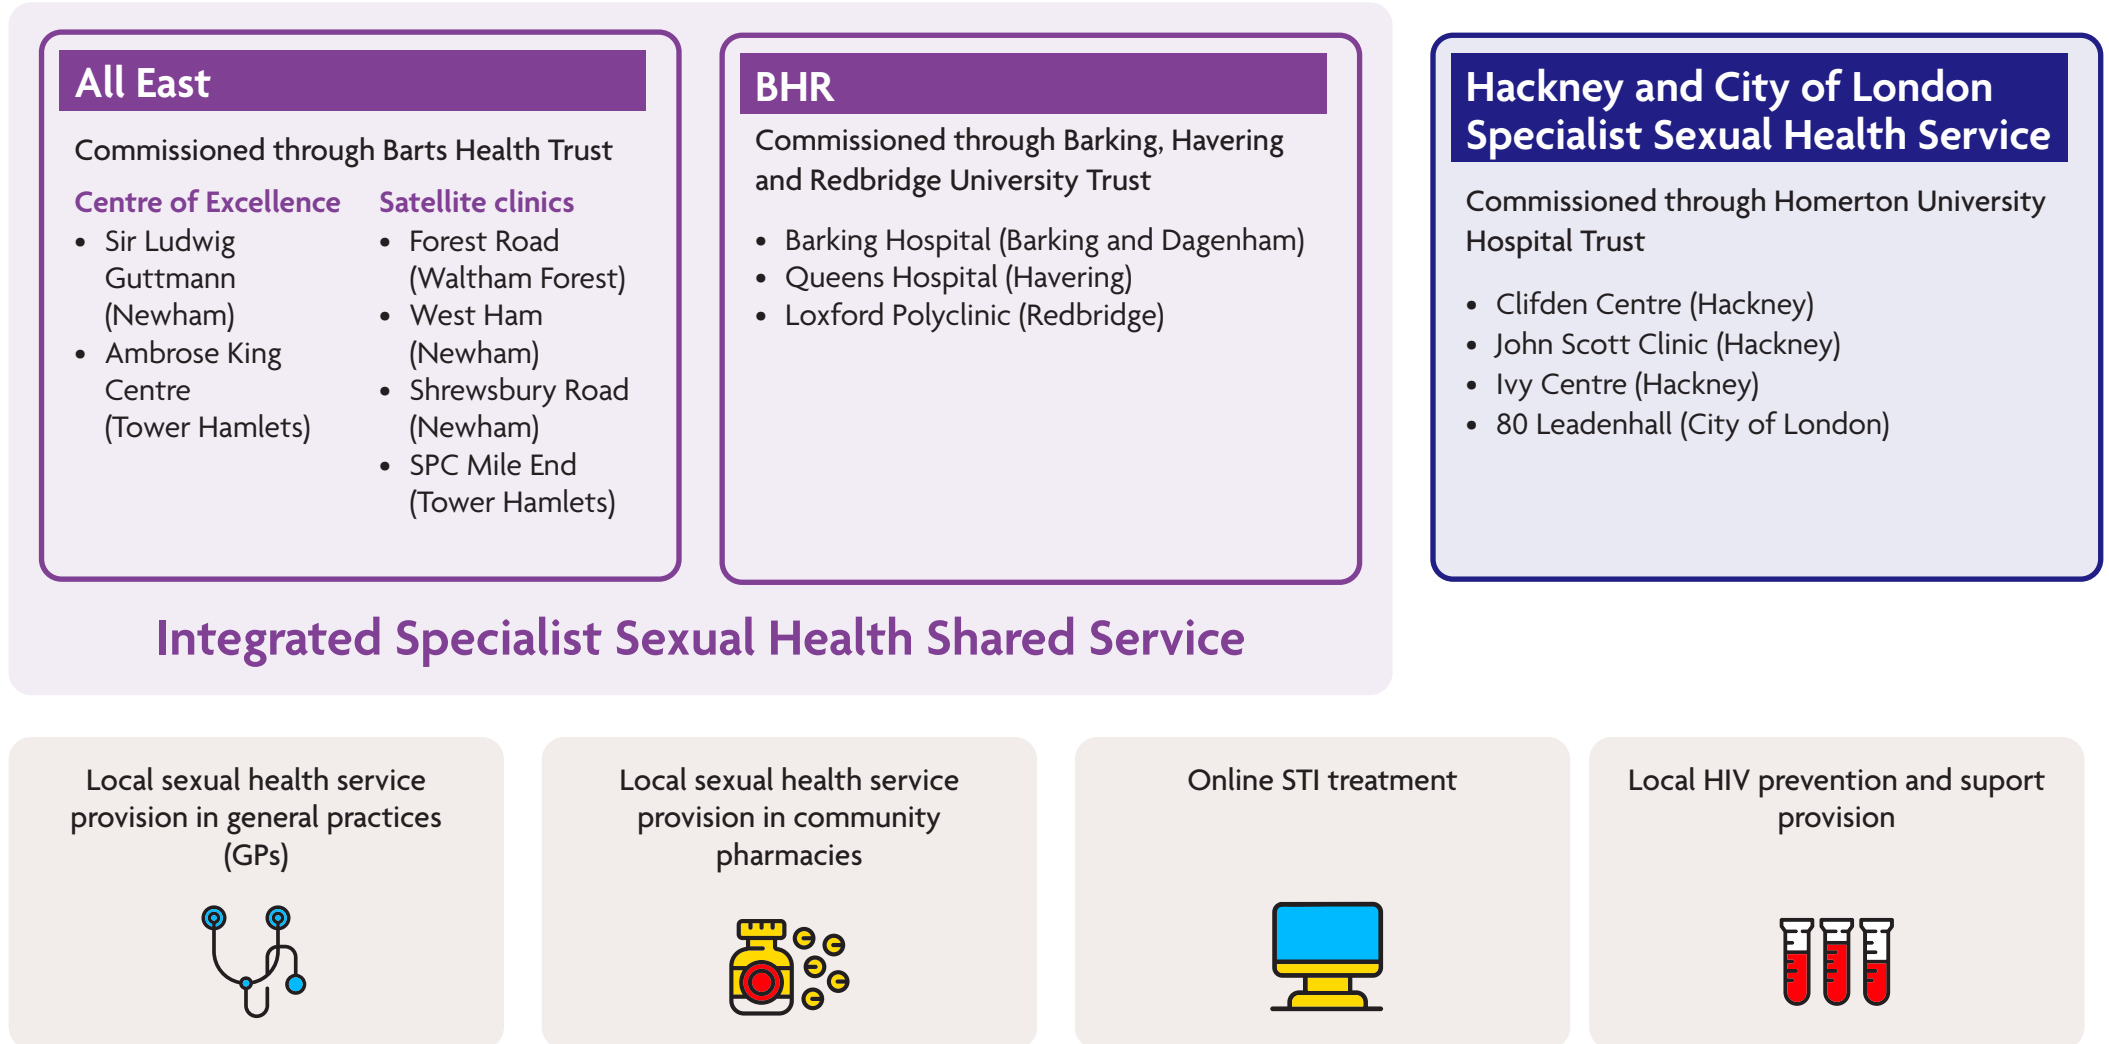 All East
Commissioned through Barts Health Trust
Centre of Excellence
• Sir Ludwig
Guttmann
(Newham)
• Ambrose King
Centre
(Tower Hamlets)
Satellite clinics
• Forest Road
(Waltham Forest)
• West Ham
(Newham)
• Shrewsbury Road
(Newham)
• SPC Mile End
(Tower Hamlets)
BHR
Commissioned through Barking, Havering
and Redbridge University Trust
• Barking Hospital (Barking and Dagenham)
• Queens Hospital (Havering)
• Loxford Polyclinic (Redbridge)
Integrated Specialist Sexual Health Shared Service
Hackney and City of London
Specialist Sexual Health Service
Commissioned through Homerton University
Hospital Trust
• Clifden Centre (Hackney)
• John Scott Clinic (Hackney)
• Ivy Centre (Hackney)
• 80 Leadenhall (City of London)
Local sexual health service
provision in general practices
(GPs)
Local sexual health service
provision in community
pharmacies
Online STI treatment
Local HIV prevention and suport
provision